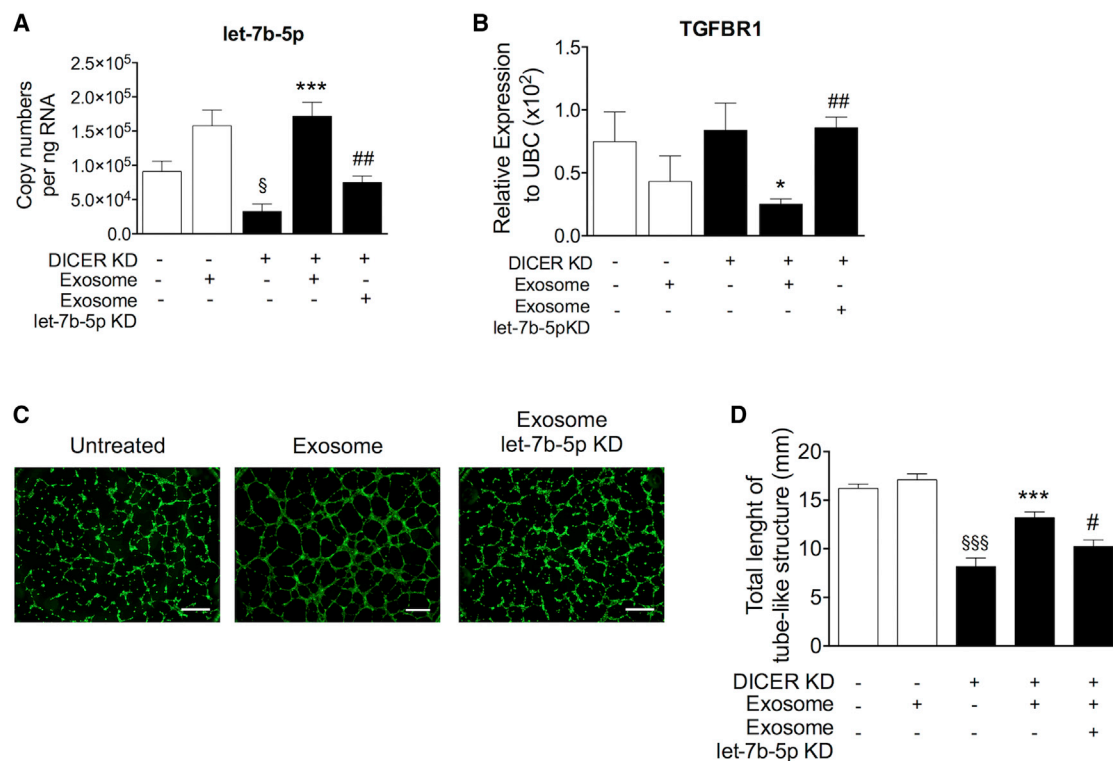 A
let-7b-5p
Copy numbers
per ng RNA
2.5×10⁵
2.0×10⁵
1.5×10⁵
1.0×10⁵
5.0×10⁴
0.0
§
***
##
DICER KD - - + + +
Exosome - + - + -
Exosome
let-7b-5p KD - - - - +
B
TGFBR1
Relative Expression
to UBC (x10²)
1.5
1.0
0.5
0.0
*
##
DICER KD - - + + +
Exosome - + - + -
Exosome
let-7b-5pKD - - - - +
C
Untreated
Exosome
Exosome
let-7b-5p KD
D
Total lenght of
tube-like structure (mm)
20
15
10
5
0
§§§
***
#
DICER KD - - + + +
Exosome - + - + +
Exosome
let-7b-5p KD - - - - +